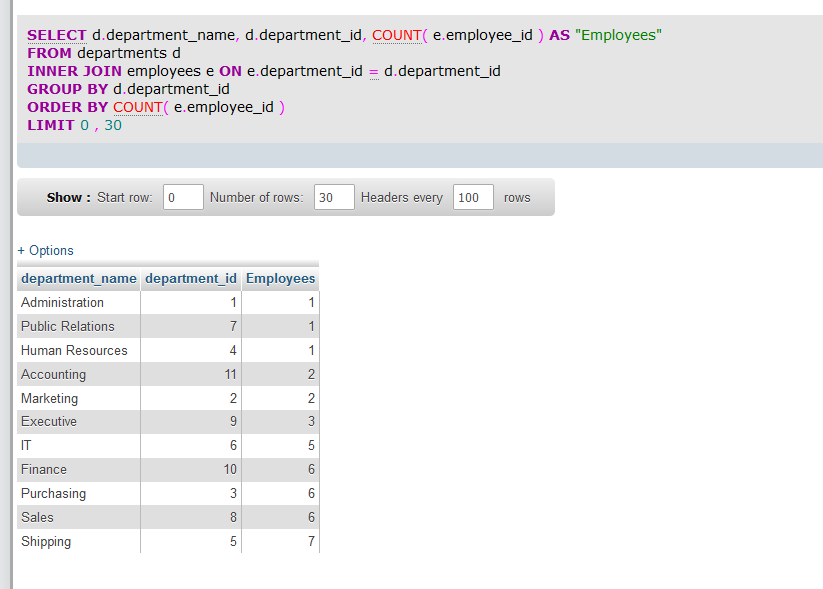 SELECT d.department_name, d.department_id, COUNT( e.employee_id ) AS "Employees"
FROM departments d
INNER JOIN employees e ON e.department_id = d.department_id
GROUP BY d.department_id
ORDER BY COUNT( e.employee_id )
LIMIT 0 , 30
Show : Start row: 0 Number of rows: 30 Headers every 100 rows
+ Options
department_name department_id Employees
Administration 1 1
Public Relations 7 1
Human Resources 4 1
Accounting 11 2
Marketing 2 2
Executive 9 3
IT 6 5
Finance 10 6
Purchasing 3 6
Sales 8 6
Shipping 5 7